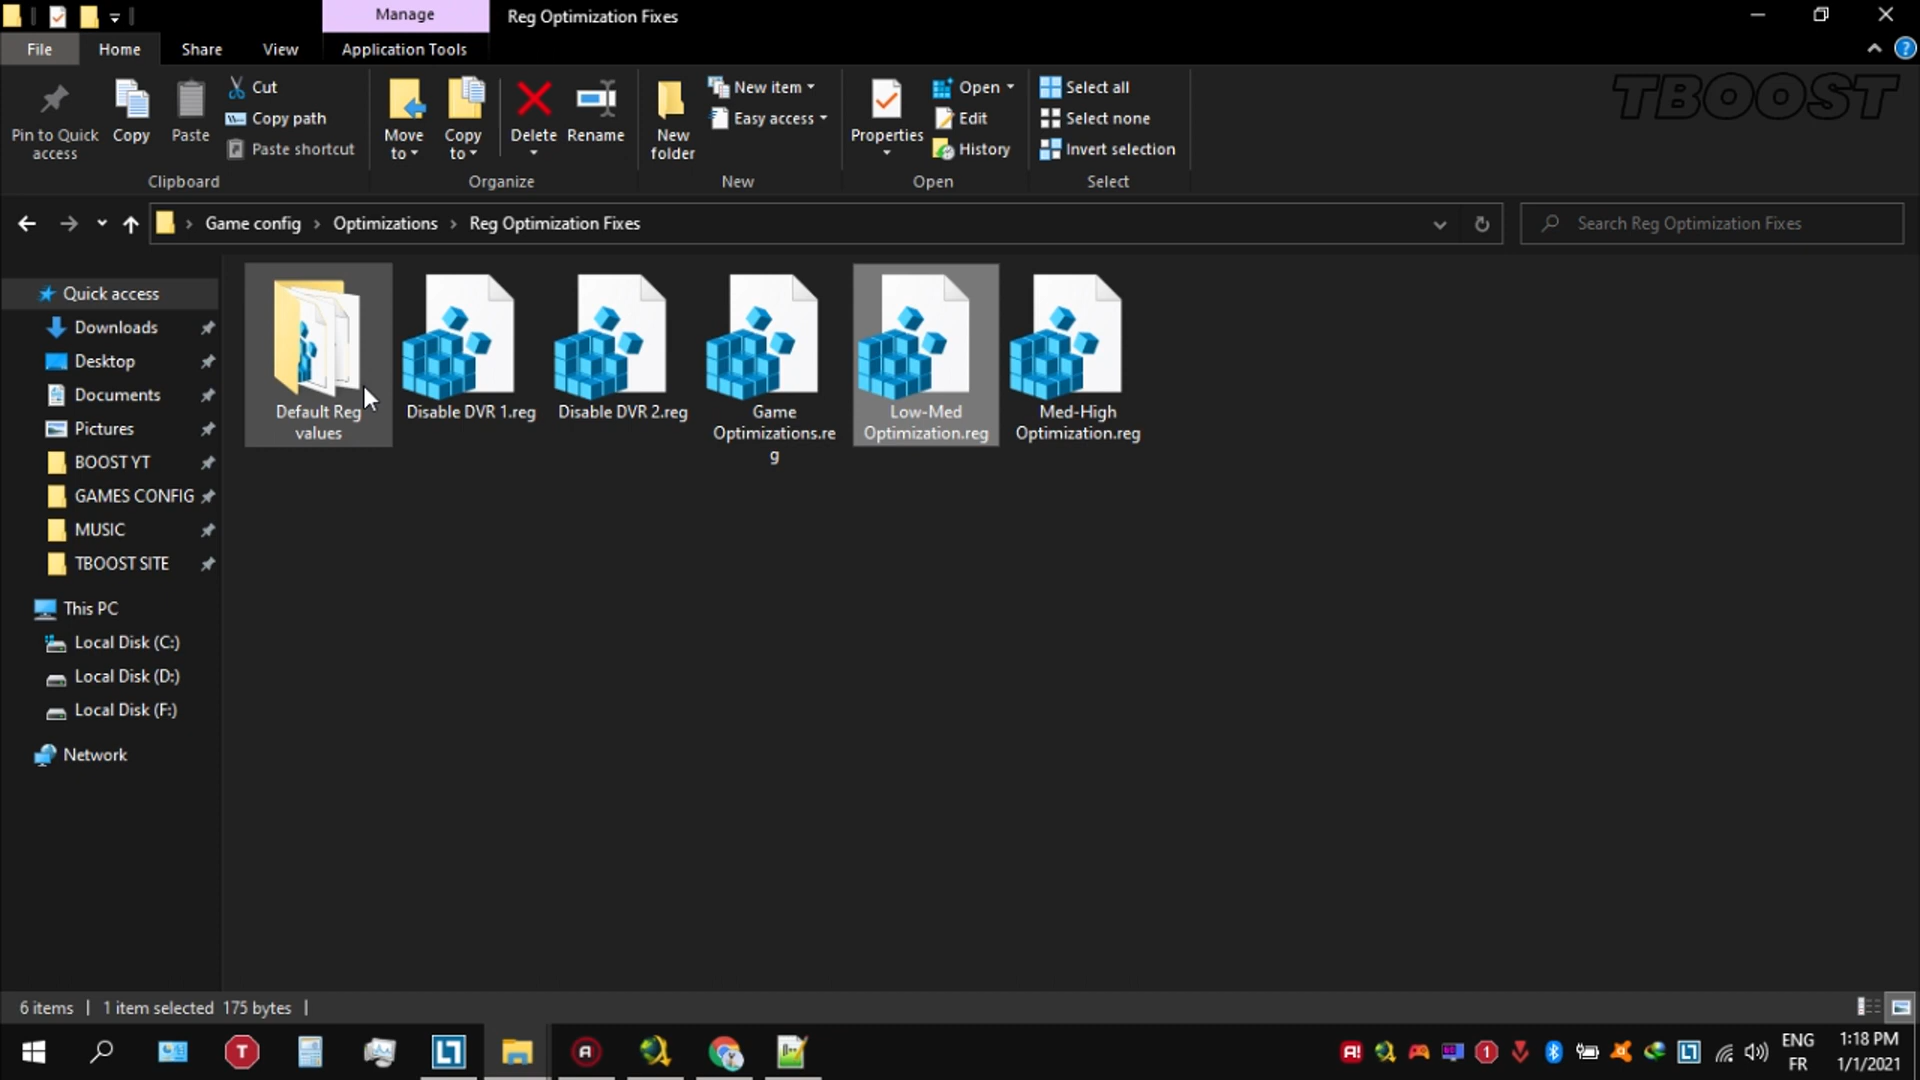 Manage
Reg Optimization Fixes
File
Home
Share
View
Application Tools
Pin to Quick
access
Copy
Paste
Cut
Copy path
Paste shortcut
Clipboard
Move
to
Copy
to
Delete
Rename
Organize
New
folder
New item
Easy access
New
Properties
Open
Edit
History
Open
Select all
Select none
Invert selection
Select
TBOOST
Game config
Optimizations
Reg Optimization Fixes
Search Reg Optimization Fixes
Quick access
Downloads
Desktop
Documents
Pictures
BOOST YT
GAMES CONFIG
MUSIC
TBOOST SITE
This PC
Local Disk (C:)
Local Disk (D:)
Local Disk (F:)
Network
Default Reg
values
Disable DVR 1.reg
Disable DVR 2.reg
Game
Optimizations.re
g
Low-Med
Optimization.reg
Med-High
Optimization.reg
6 items
1 item selected 175 bytes
ENG
FR
1:18 PM
1/1/2021